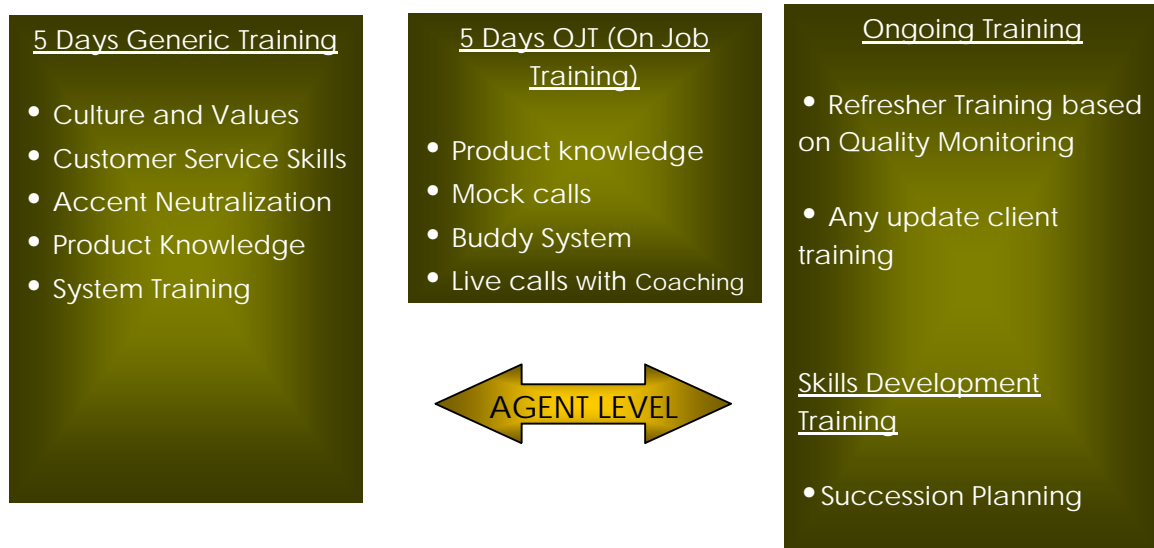 5 Days Generic Training
• Culture and Values
• Customer Service Skills
• Accent Neutralization
• Product Knowledge
• System Training
5 Days OJT (On Job
Training)
• Product knowledge
• Mock calls
• Buddy System
• Live calls with Coaching
AGENT LEVEL
Ongoing Training
• Refresher Training based
on Quality Monitoring
• Any update client
training
Skills Development
Training
• Succession Planning